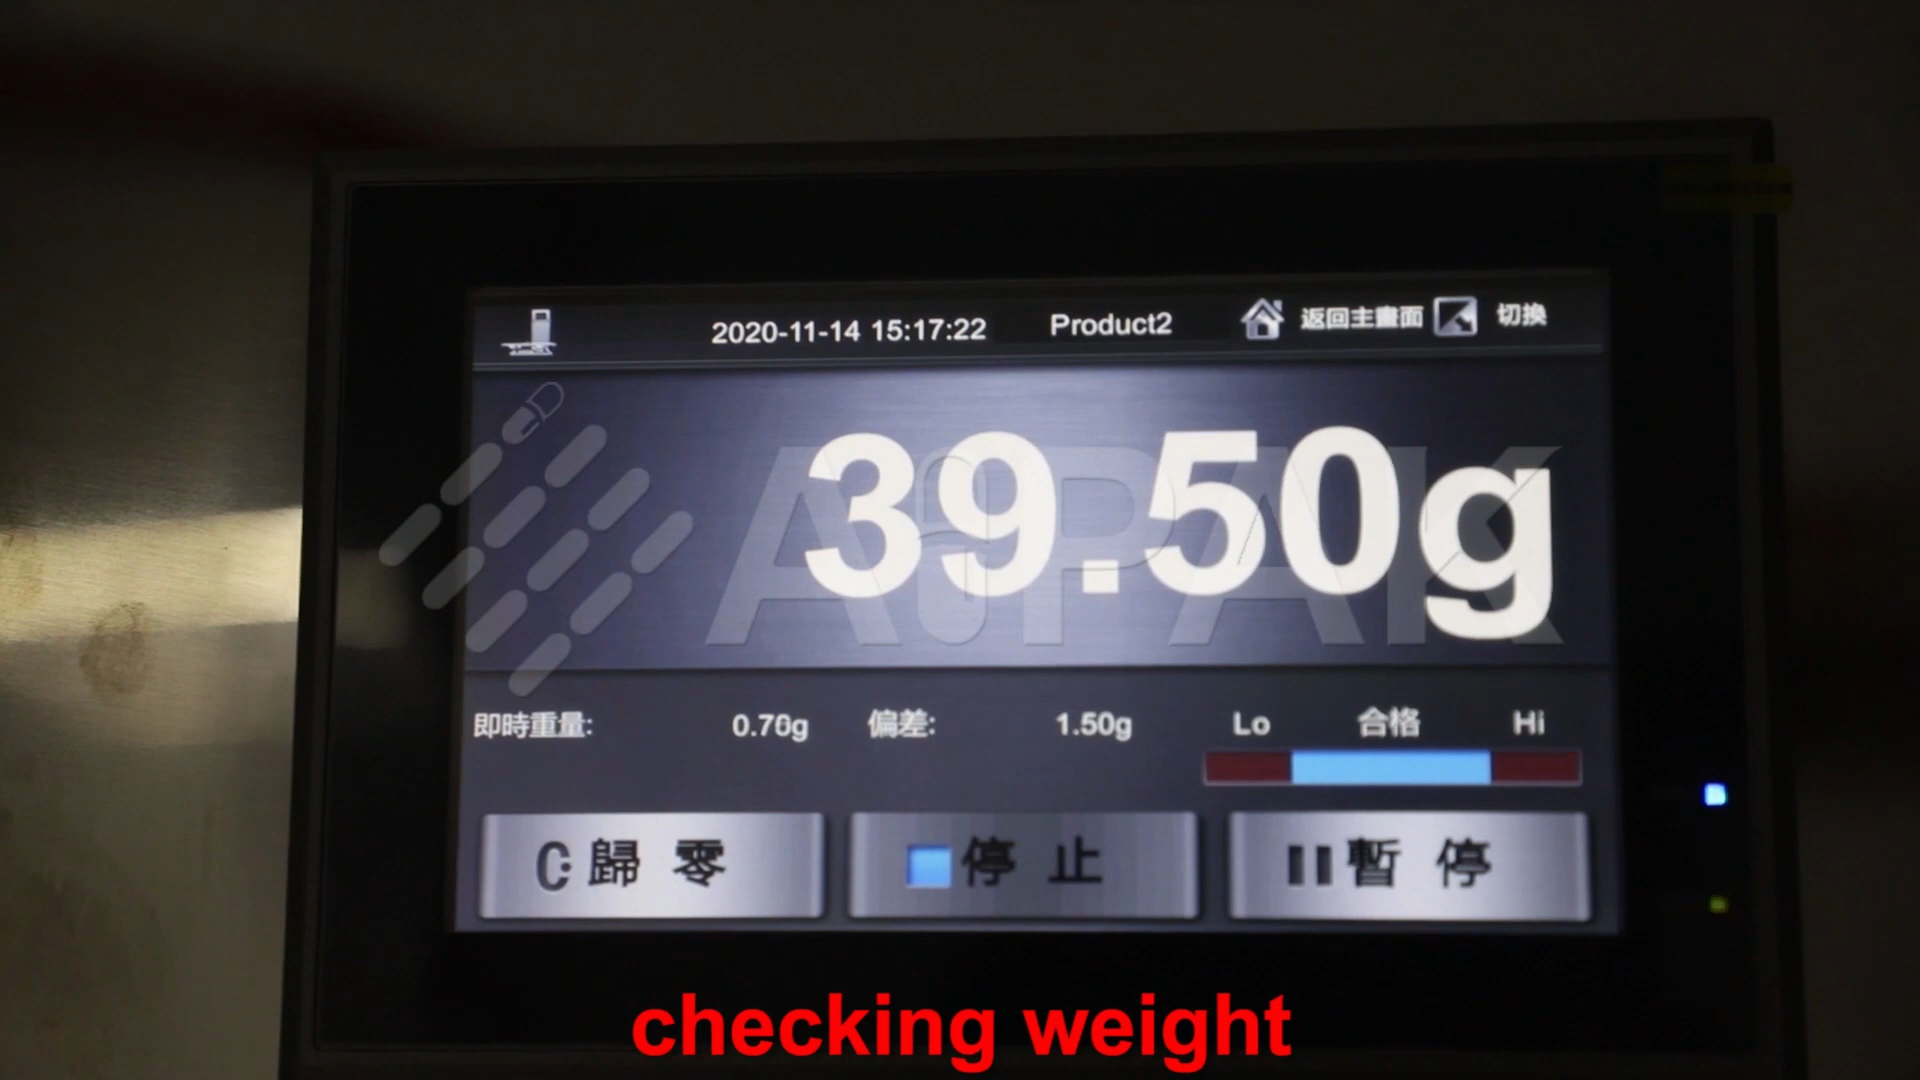 2020-11-14 15:17:22 Product2 返回主畫面 切換
39.50g
AiPAK
即時重量: 0.70g 偏差: 1.50g Lo 合格 Hi
歸零 停止 暫停
checking weight